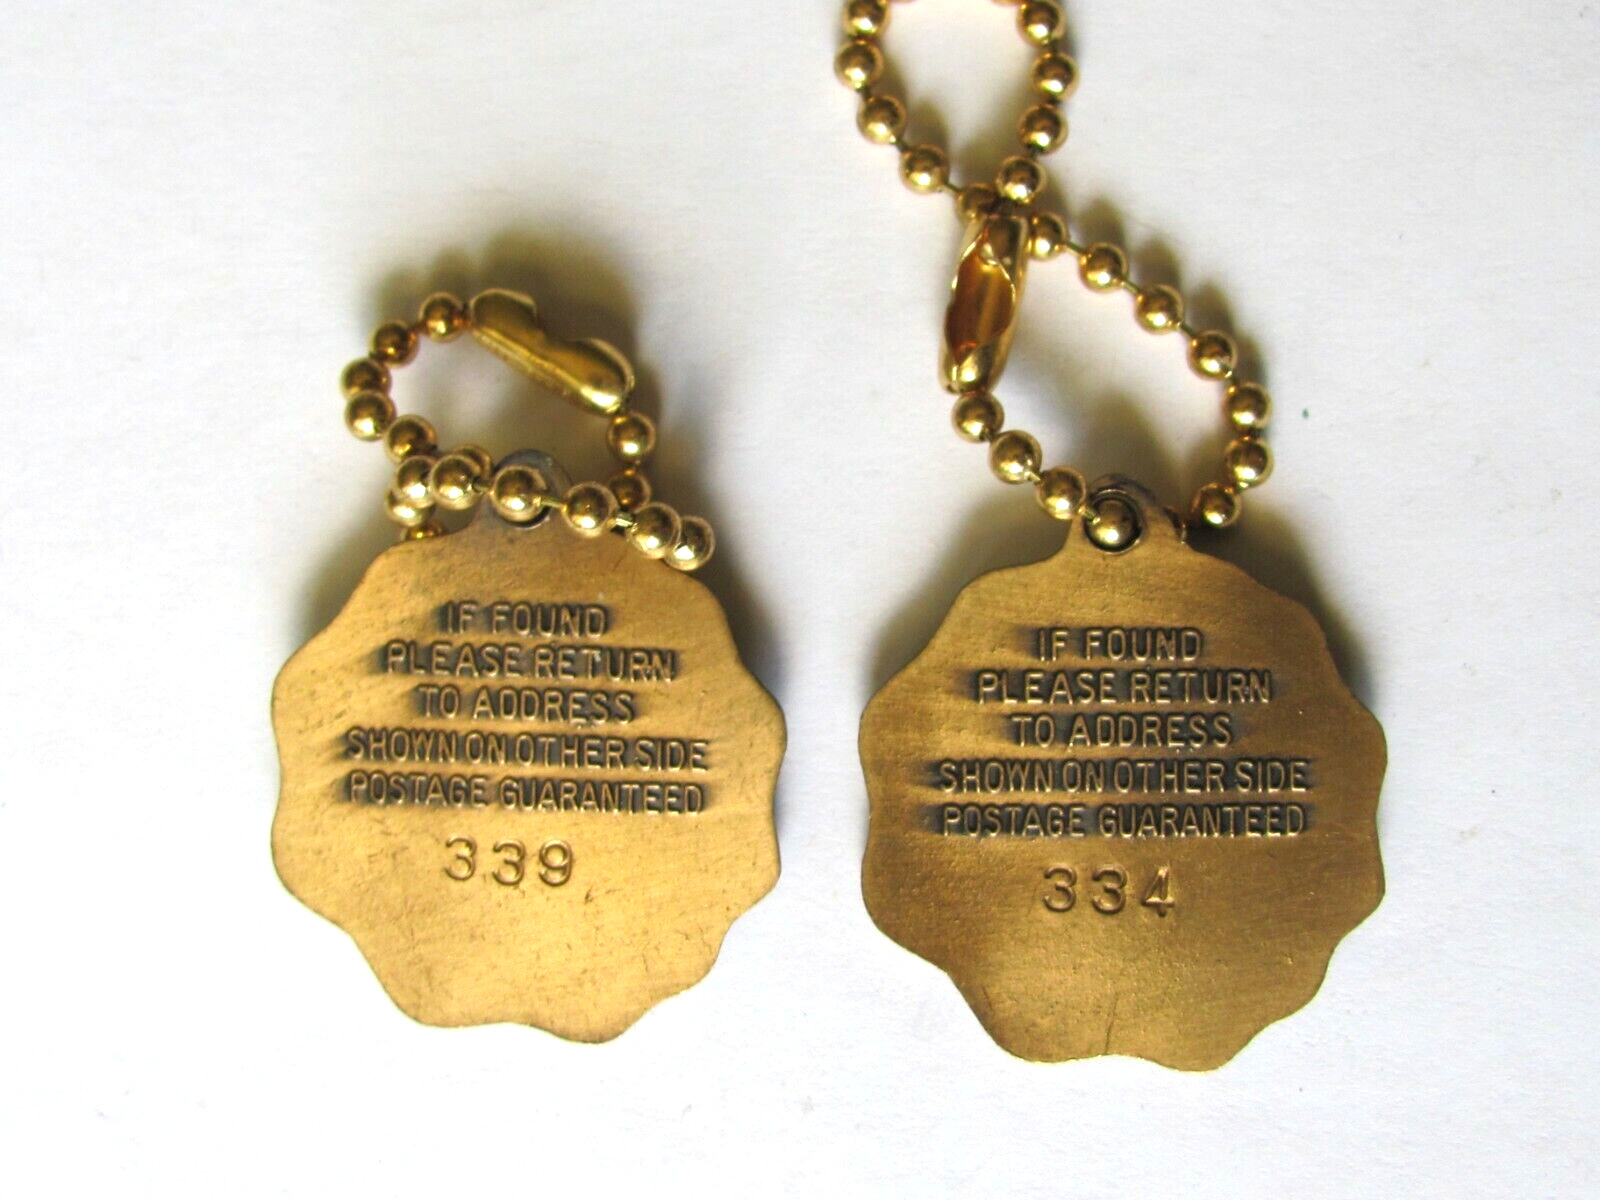 IF FOUND
PLEASE RETURN
TO ADDRESS
SHOWN ON OTHER SIDE
POSTAGE GUARANTEED
339
IF FOUND
PLEASE RETURN
TO ADDRESS
SHOWN ON OTHER SIDE
POSTAGE GUARANTEED
334